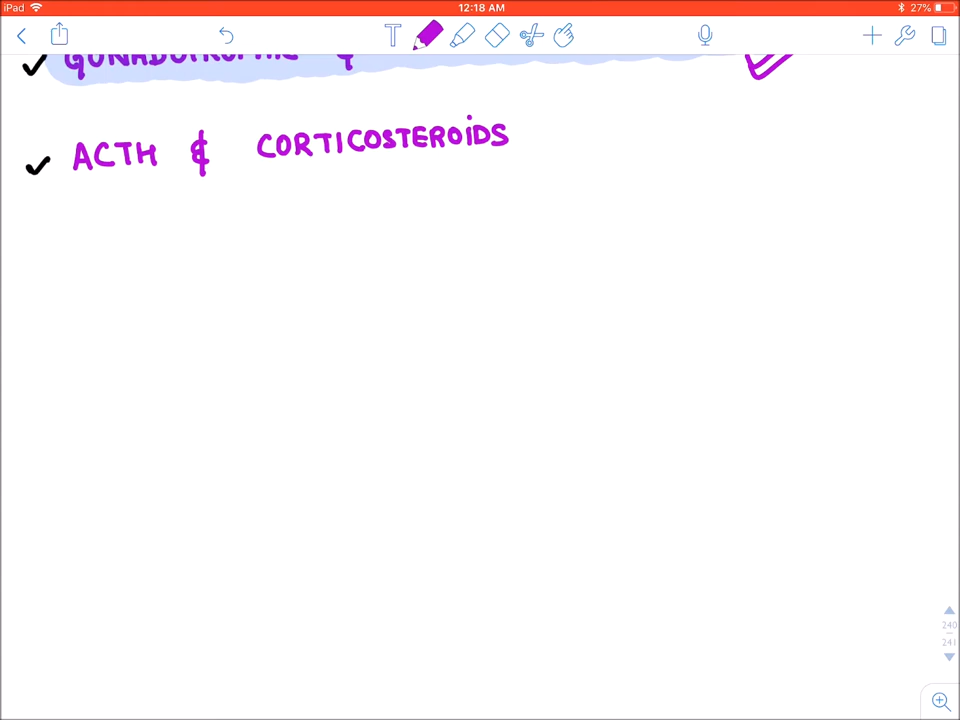 iPad 12:18 AM 27%
T
&
✓ ACTH & CORTICOSTEROIDS
240
241